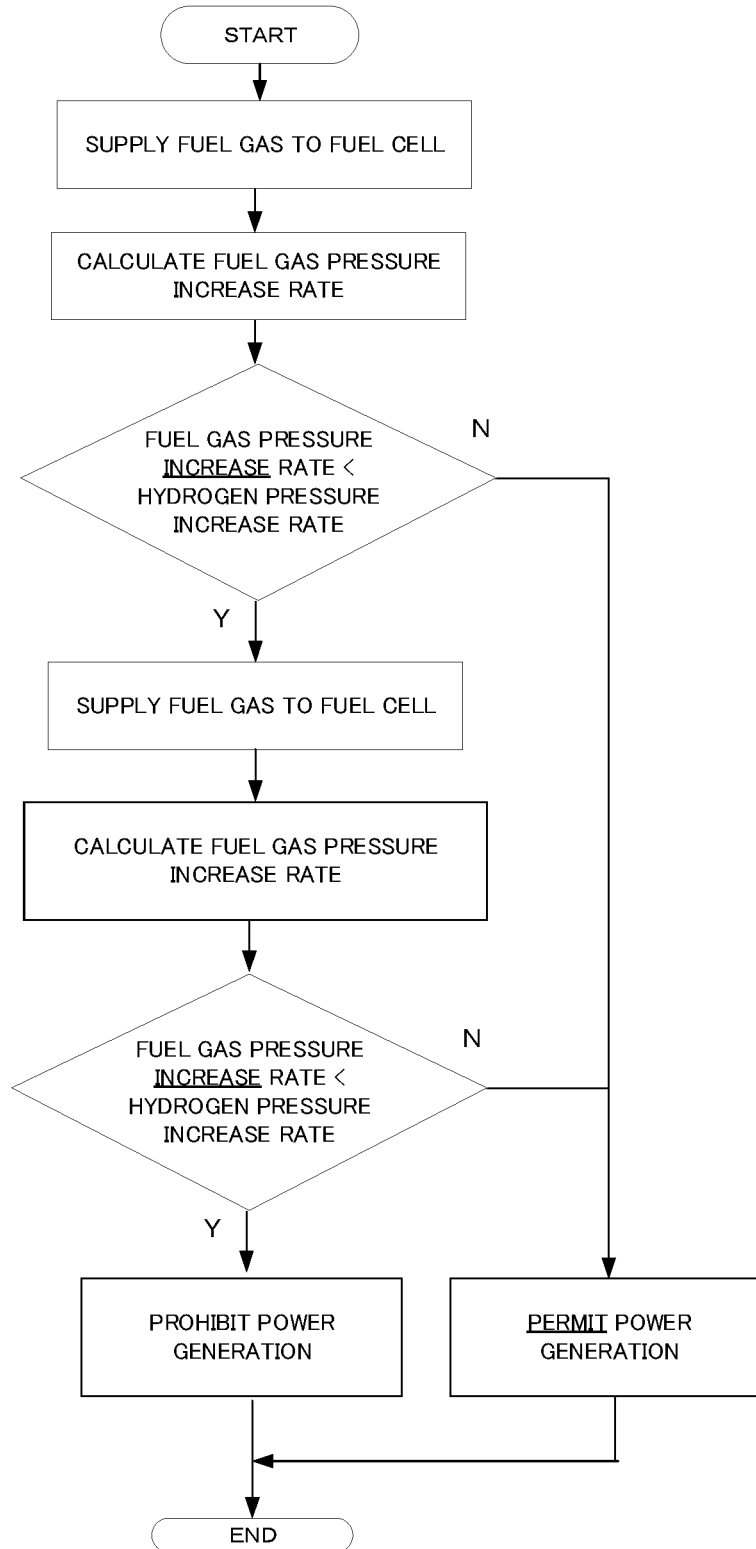 START
SUPPLY FUEL GAS TO FUEL CELL
CALCULATE FUEL GAS PRESSURE
INCREASE RATE
FUEL GAS PRESSURE
INCREASE RATE <
HYDROGEN PRESSURE
INCREASE RATE
N
Y
SUPPLY FUEL GAS TO FUEL CELL
CALCULATE FUEL GAS PRESSURE
INCREASE RATE
FUEL GAS PRESSURE
INCREASE RATE <
HYDROGEN PRESSURE
INCREASE RATE
N
Y
PROHIBIT POWER
GENERATION
PERMIT POWER
GENERATION
END